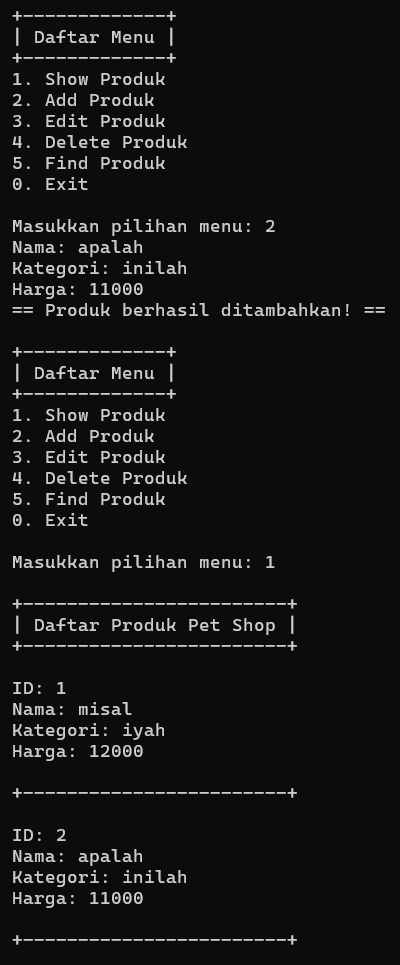 +-------------+
| Daftar Menu |
+-------------+
1. Show Produk
2. Add Produk
3. Edit Produk
4. Delete Produk
5. Find Produk
0. Exit

Masukkan pilihan menu: 2
Nama: apalah
Kategori: inilah
Harga: 11000
== Produk berhasil ditambahkan! ==

+-------------+
| Daftar Menu |
+-------------+
1. Show Produk
2. Add Produk
3. Edit Produk
4. Delete Produk
5. Find Produk
0. Exit

Masukkan pilihan menu: 1

+------------------------+
| Daftar Produk Pet Shop |
+------------------------+

ID: 1
Nama: misal
Kategori: iyah
Harga: 12000

+------------------------+

ID: 2
Nama: apalah
Kategori: inilah
Harga: 11000

+------------------------+